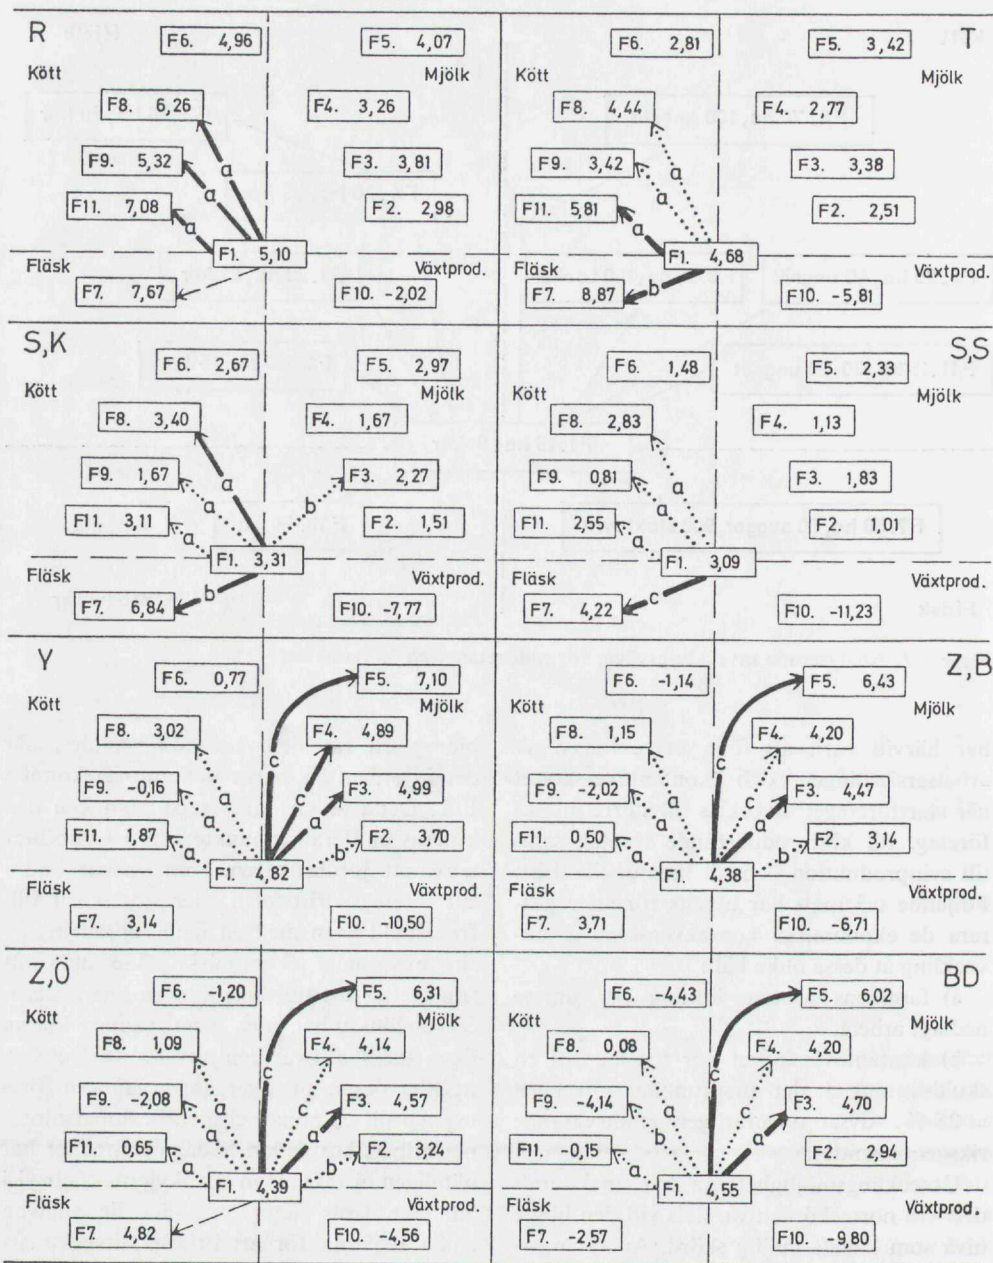 R
F6. 4,96
F5. 4,07
Kött
Mjölk
F8. 6,26
F4. 3,26
a
F9. 5,32
F3. 3,81
a
F11. 7,08
F2. 2,98
a
F1. 5,10
Fläsk
Växtprod.
F7. 7,67
F10. -2,02
T
F6. 2,81
F5. 3,42
Kött
Mjölk
F8. 4,44
F4. 2,77
a
F9. 3,42
F3. 3,38
a
F11. 5,81
F2. 2,51
a
F1. 4,68
Fläsk
Växtprod.
b
F7. 8,87
F10. -5,81
S,K
F6. 2,67
F5. 2,97
Kött
Mjölk
F8. 3,40
F4. 1,67
a
F9. 1,67
F3. 2,27
a
b
F11. 3,11
F2. 1,51
a
F1. 3,31
Fläsk
Växtprod.
b
F7. 6,84
F10. -7,77
S,S
F6. 1,48
F5. 2,33
Kött
Mjölk
F8. 2,83
F4. 1,13
a
F9. 0,81
F3. 1,83
a
F11. 2,55
F2. 1,01
a
F1. 3,09
Fläsk
Växtprod.
c
F7. 4,22
F10. -11,23
Y
F6. 0,77
F5. 7,10
Kött
Mjölk
F8. 3,02
F4. 4,89
c
c
a
F9. -0,16
F3. 4,99
a
a
F11. 1,87
F2. 3,70
a
b
F1. 4,82
Fläsk
Växtprod.
F7. 3,14
F10. -10,50
Z,B
F6. -1,14
F5. 6,43
Kött
Mjölk
F8. 1,15
F4. 4,20
c
a
a
F9. -2,02
F3. 4,47
a
a
F11. 0,50
F2. 3,14
a
b
F1. 4,38
Fläsk
Växtprod.
F7. 3,71
F10. -6,71
Z,Ö
F6. -1,20
F5. 6,31
Kött
Mjölk
F8. 1,09
F4. 4,14
c
a
a
F9. -2,08
F3. 4,57
a
a
F11. 0,65
F2. 3,24
a
b
F1. 4,39
Fläsk
Växtprod.
F7. 4,82
F10. -4,56
BD
F6. -4,43
F5. 6,02
Kött
Mjölk
F8. 0,08
F4. 4,20
c
a
a
F9. -4,14
F3. 4,70
a
a
F11. -0,15
F2. 2,94
a
b
F1. 4,55
Fläsk
Växtprod.
F7. -2,57
F10. -9,80